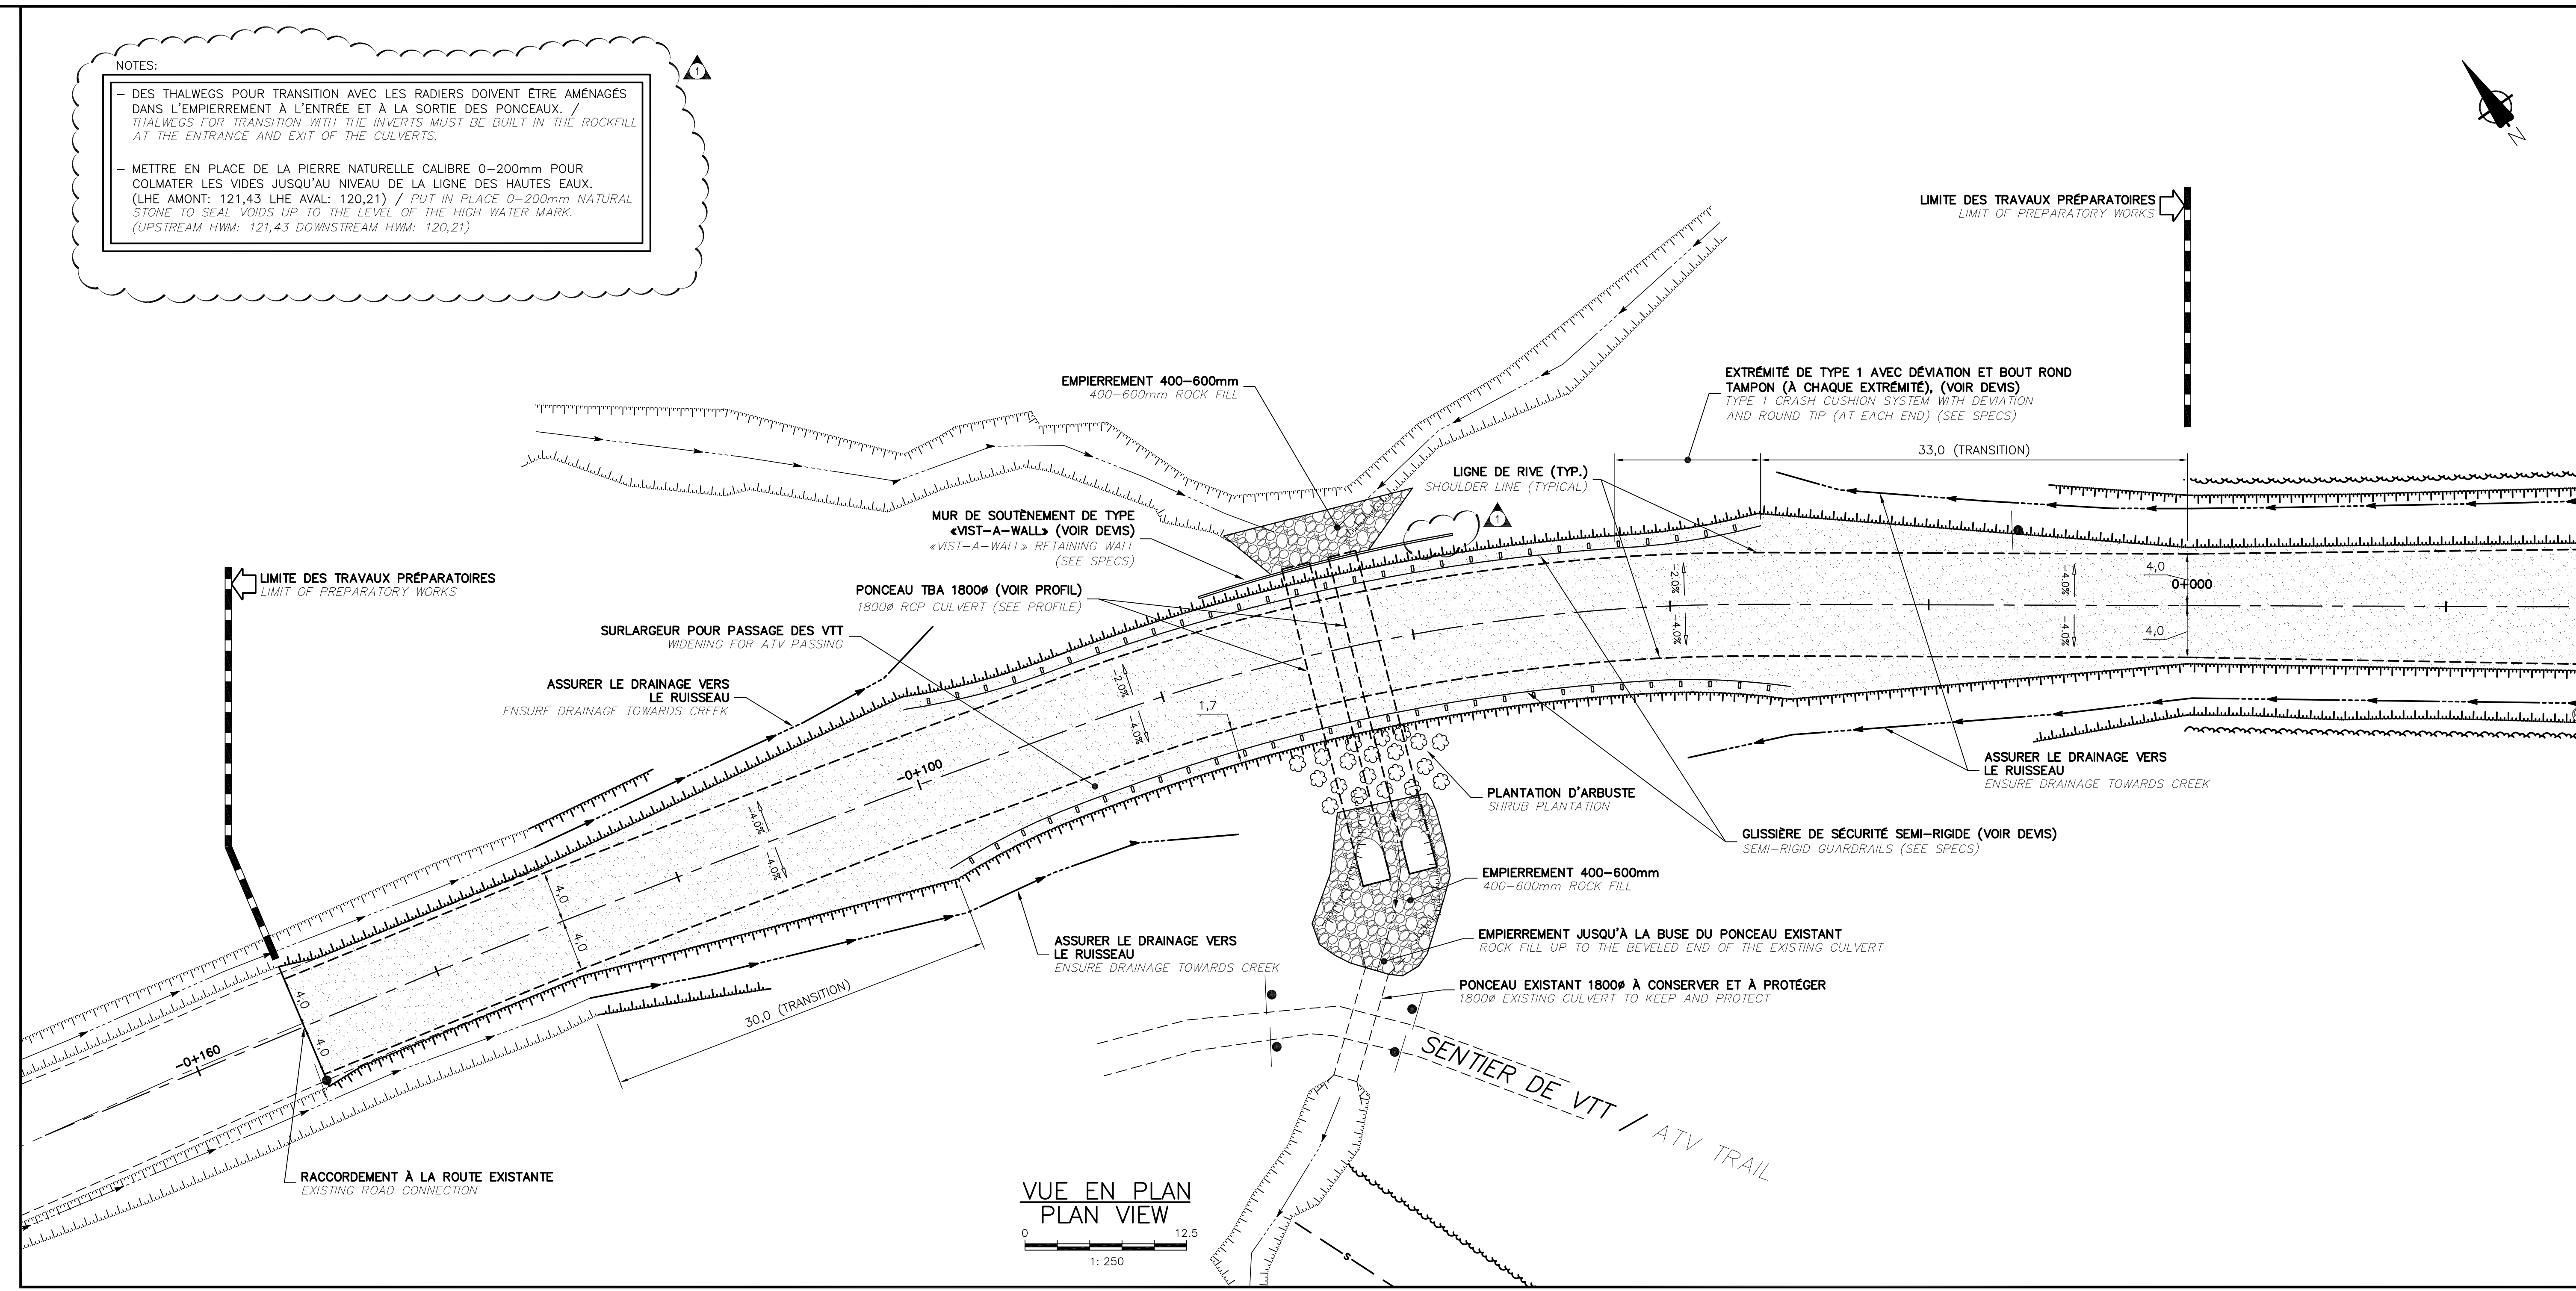 NOTES:
1
– DES THALWEGS POUR TRANSITION AVEC LES RADIERS DOIVENT ÊTRE AMÉNAGÉS
DANS L'EMPIERREMENT À L'ENTRÉE ET À LA SORTIE DES PONCEAUX. /
THALWEGS FOR TRANSITION WITH THE INVERTS MUST BE BUILT IN THE ROCKFILL
AT THE ENTRANCE AND EXIT OF THE CULVERTS.
– METTRE EN PLACE DE LA PIERRE NATURELLE CALIBRE 0–200mm POUR
COLMATER LES VIDES JUSQU'AU NIVEAU DE LA LIGNE DES HAUTES EAUX.
(LHE AMONT: 121,43 LHE AVAL: 120,21) / PUT IN PLACE 0–200mm NATURAL
STONE TO SEAL VOIDS UP TO THE LEVEL OF THE HIGH WATER MARK.
(UPSTREAM HWM: 121,43 DOWNSTREAM HWM: 120,21)
N
LIMITE DES TRAVAUX PRÉPARATOIRES
LIMIT OF PREPARATORY WORKS
EMPIERREMENT 400–600mm
400–600mm ROCK FILL
EXTRÉMITÉ DE TYPE 1 AVEC DÉVIATION ET BOUT ROND
TAMPON (À CHAQUE EXTRÉMITÉ), (VOIR DEVIS)
TYPE 1 CRASH CUSHION SYSTEM WITH DEVIATION
AND ROUND TIP (AT EACH END) (SEE SPECS)
33,0 (TRANSITION)
LIGNE DE RIVE (TYP.)
SHOULDER LINE (TYPICAL)
MUR DE SOUTÈNEMENT DE TYPE
«VIST–A–WALL» (VOIR DEVIS)
«VIST–A–WALL» RETAINING WALL
(SEE SPECS)
1
LIMITE DES TRAVAUX PRÉPARATOIRES
LIMIT OF PREPARATORY WORKS
PONCEAU TBA 1800ø (VOIR PROFIL)
1800ø RCP CULVERT (SEE PROFILE)
SURLARGEUR POUR PASSAGE DES VTT
WIDENING FOR ATV PASSING
ASSURER LE DRAINAGE VERS
LE RUISSEAU
ENSURE DRAINAGE TOWARDS CREEK
–2.0%
–4.0%
–4.0%
–4.0%
4,0
0+000
4,0
–2.0%
–4.0%
1,7
–0+100
–4.0%
–4.0%
ASSURER LE DRAINAGE VERS
LE RUISSEAU
ENSURE DRAINAGE TOWARDS CREEK
PLANTATION D'ARBUSTE
SHRUB PLANTATION
GLISSIÈRE DE SÉCURITÉ SEMI–RIGIDE (VOIR DEVIS)
SEMI–RIGID GUARDRAILS (SEE SPECS)
EMPIERREMENT 400–600mm
400–600mm ROCK FILL
4,0
4,0
ASSURER LE DRAINAGE VERS
LE RUISSEAU
ENSURE DRAINAGE TOWARDS CREEK
EMPIERREMENT JUSQU'À LA BUSE DU PONCEAU EXISTANT
ROCK FILL UP TO THE BEVELED END OF THE EXISTING CULVERT
PONCEAU EXISTANT 1800ø À CONSERVER ET À PROTÉGER
1800ø EXISTING CULVERT TO KEEP AND PROTECT
4,0
4,0
30,0 (TRANSITION)
–0+160
SENTIER DE VTT / ATV TRAIL
RACCORDEMENT À LA ROUTE EXISTANTE
EXISTING ROAD CONNECTION
VUE EN PLAN
PLAN VIEW
0 12.5
1: 250
S